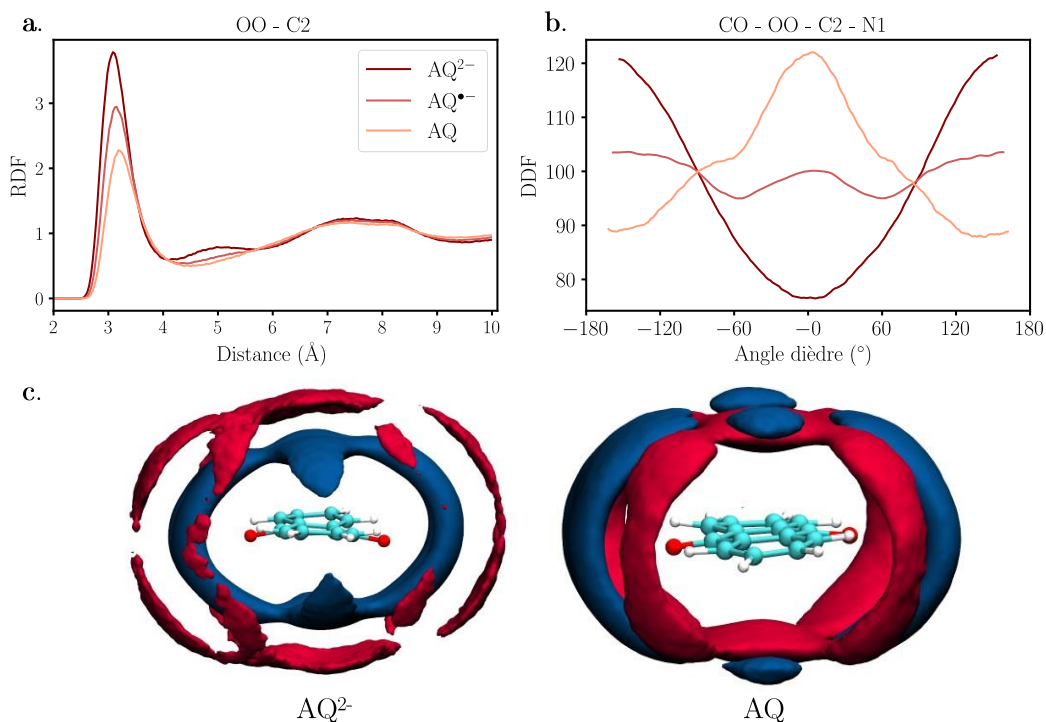 a.
OO - C2
RDF
0
1
2
3
2 3 4 5 6 7 8 9 10
Distance (Å)
AQ²⁻
AQ•⁻
AQ
b.
CO - OO - C2 - N1
DDF
120
110
100
90
80
−180 −120 −60 −0 60 120 180
Angle dièdre (°)
c.
AQ²⁻ AQ